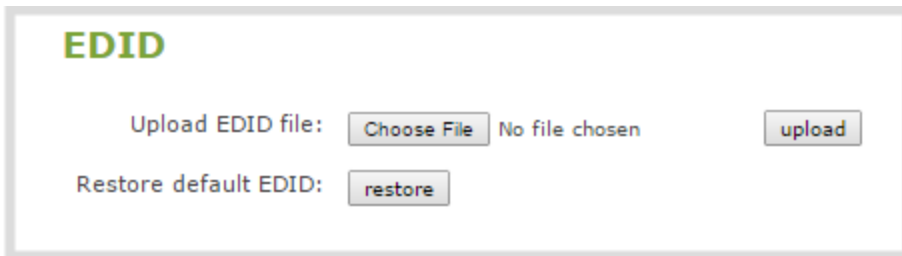 EDID
Upload EDID file: Choose File No file chosen upload
Restore default EDID: restore